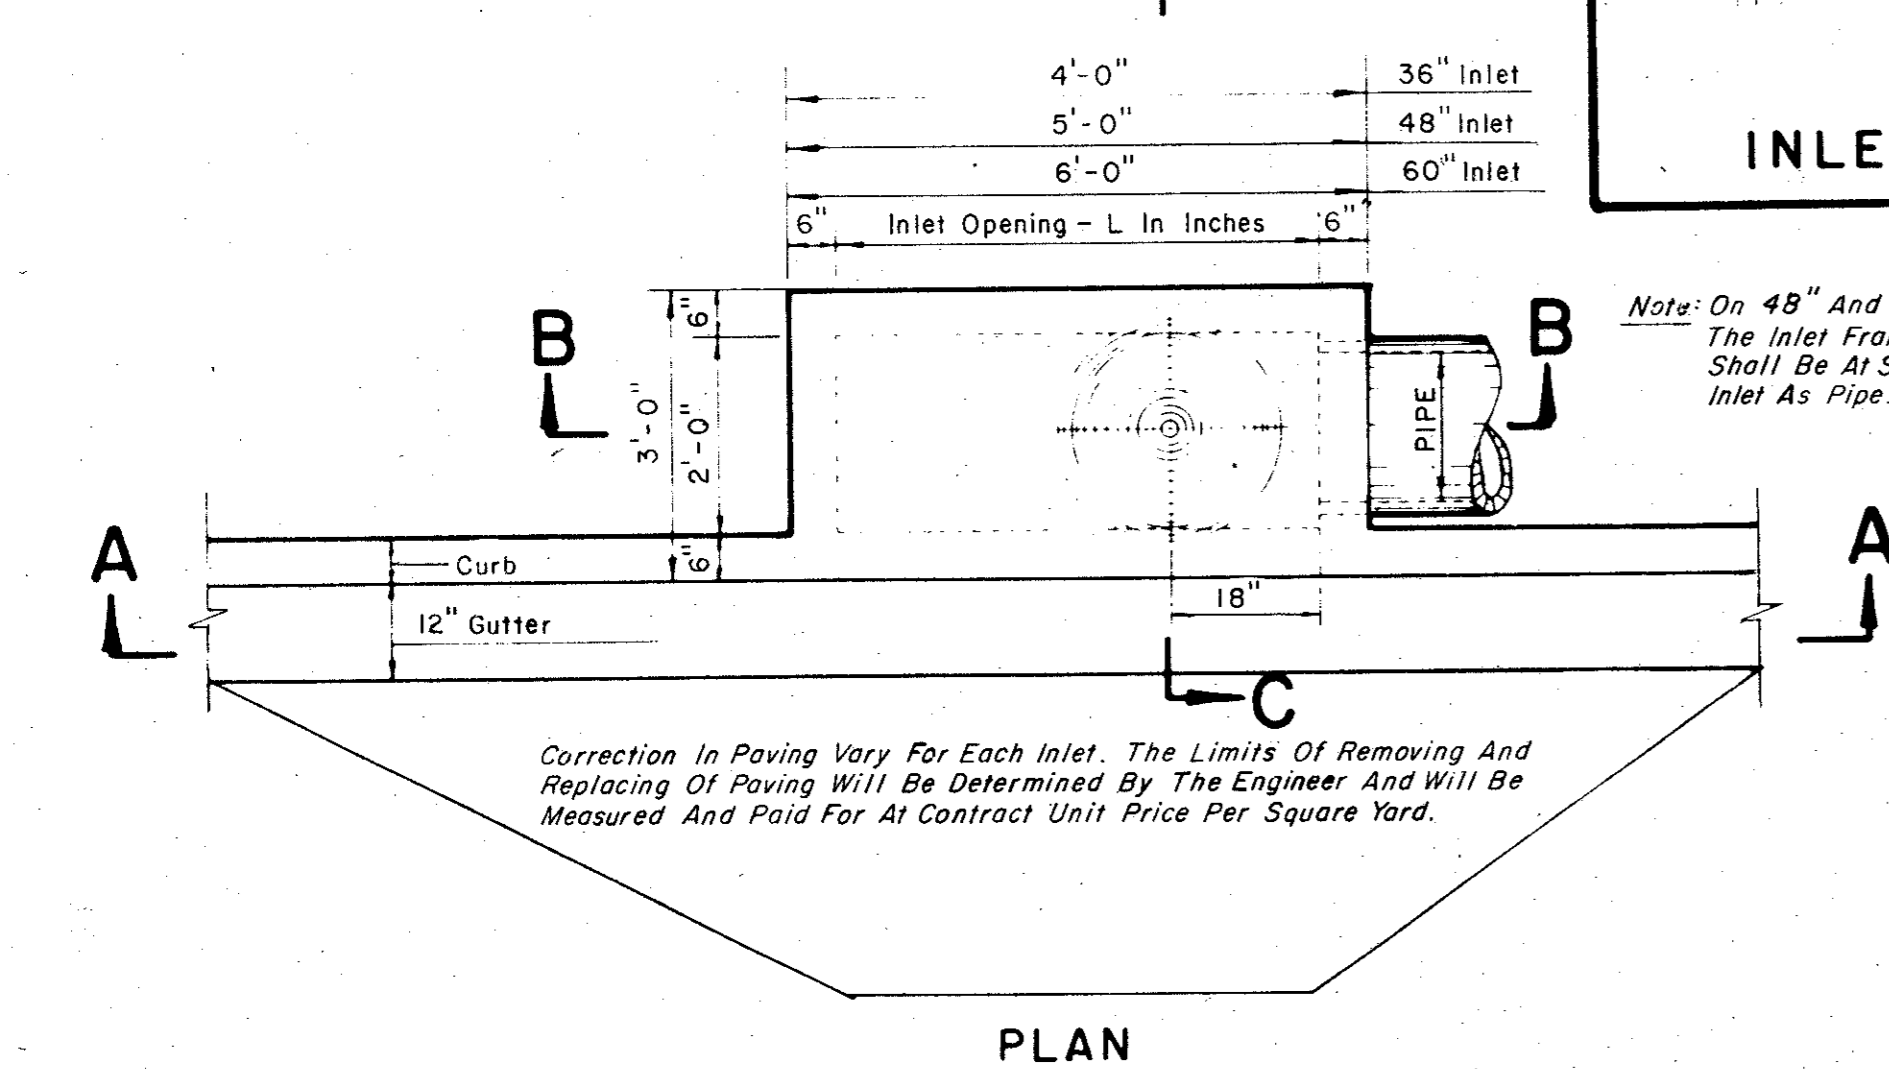 4'-0" 36" Inlet
5'-0" 48" Inlet
6'-0" 60" Inlet
6" Inlet Opening - L In Inches 6"
INLE
Note: On 48" And
The Inlet Fra
Shall Be At S
Inlet As Pipe.
B
B
6"
3'-0"
2'-0"
6"
PIPE
A
A
Curb
12" Gutter
18"
C
Correction In Paving Vary For Each Inlet. The Limits Of Removing And
Replacing Of Paving Will Be Determined By The Engineer And Will Be
Measured And Paid For At Contract Unit Price Per Square Yard.
PLAN